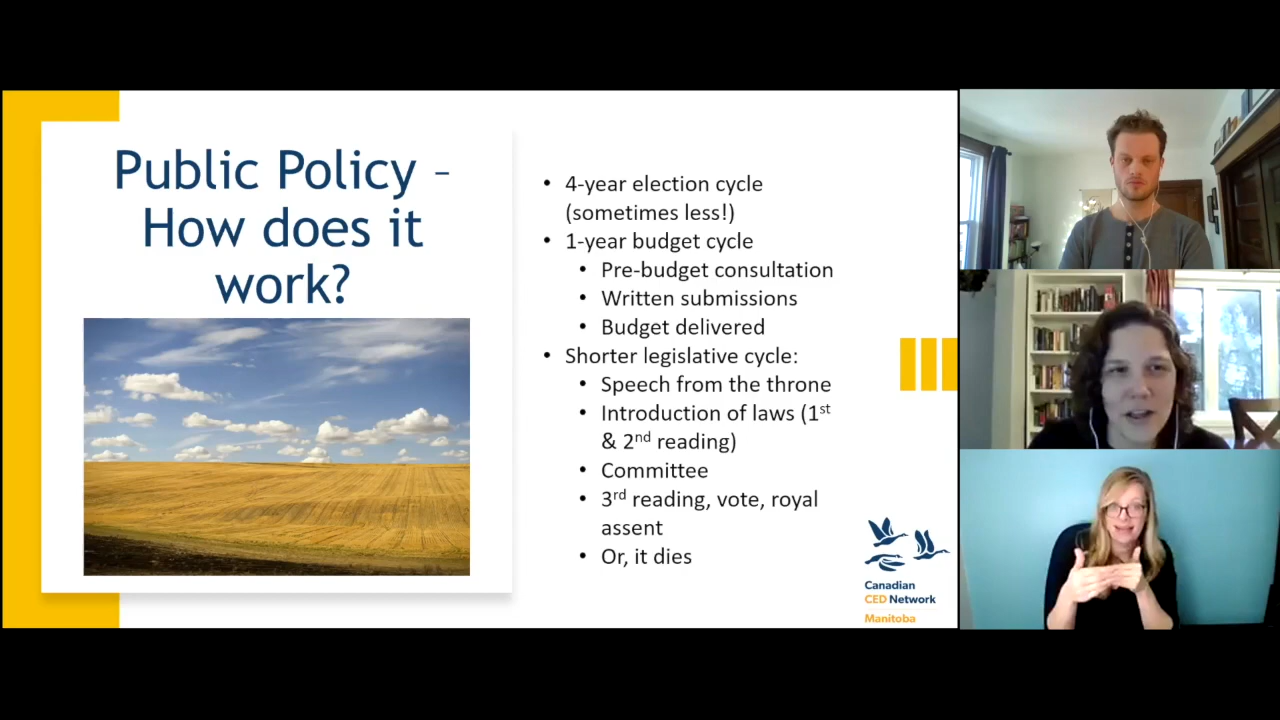 Public Policy –
How does it
work?
• 4-year election cycle
(sometimes less!)
• 1-year budget cycle
• Pre-budget consultation
• Written submissions
• Budget delivered
• Shorter legislative cycle:
• Speech from the throne
• Introduction of laws (1st
& 2nd reading)
• Committee
• 3rd reading, vote, royal
assent
• Or, it dies
Canadian
CED Network
Manitoba